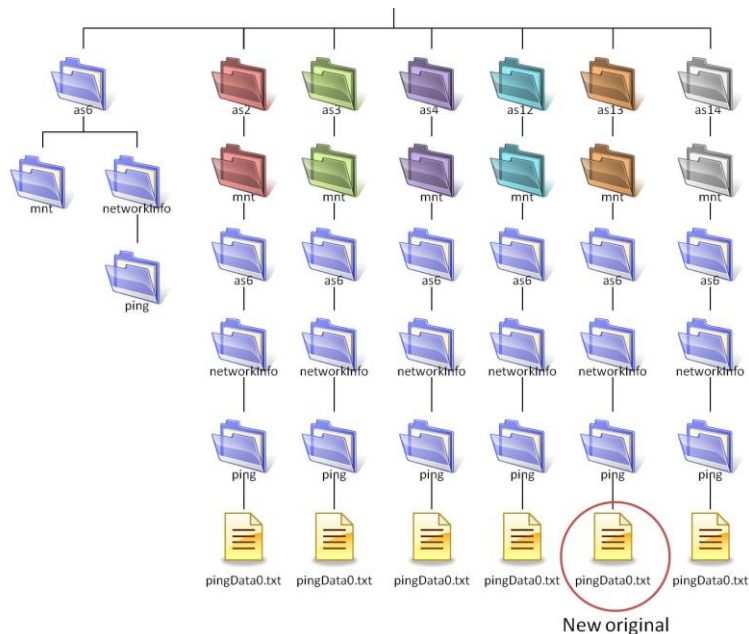 as6
as2
as3
as4
as12
as13
as14
mnt
networkInfo
mnt
mnt
mnt
mnt
mnt
mnt
ping
as6
as6
as6
as6
as6
as6
networkInfo
networkInfo
networkInfo
networkInfo
networkInfo
networkInfo
ping
ping
ping
ping
ping
ping
pingData0.txt
pingData0.txt
pingData0.txt
pingData0.txt
pingData0.txt
pingData0.txt
New original